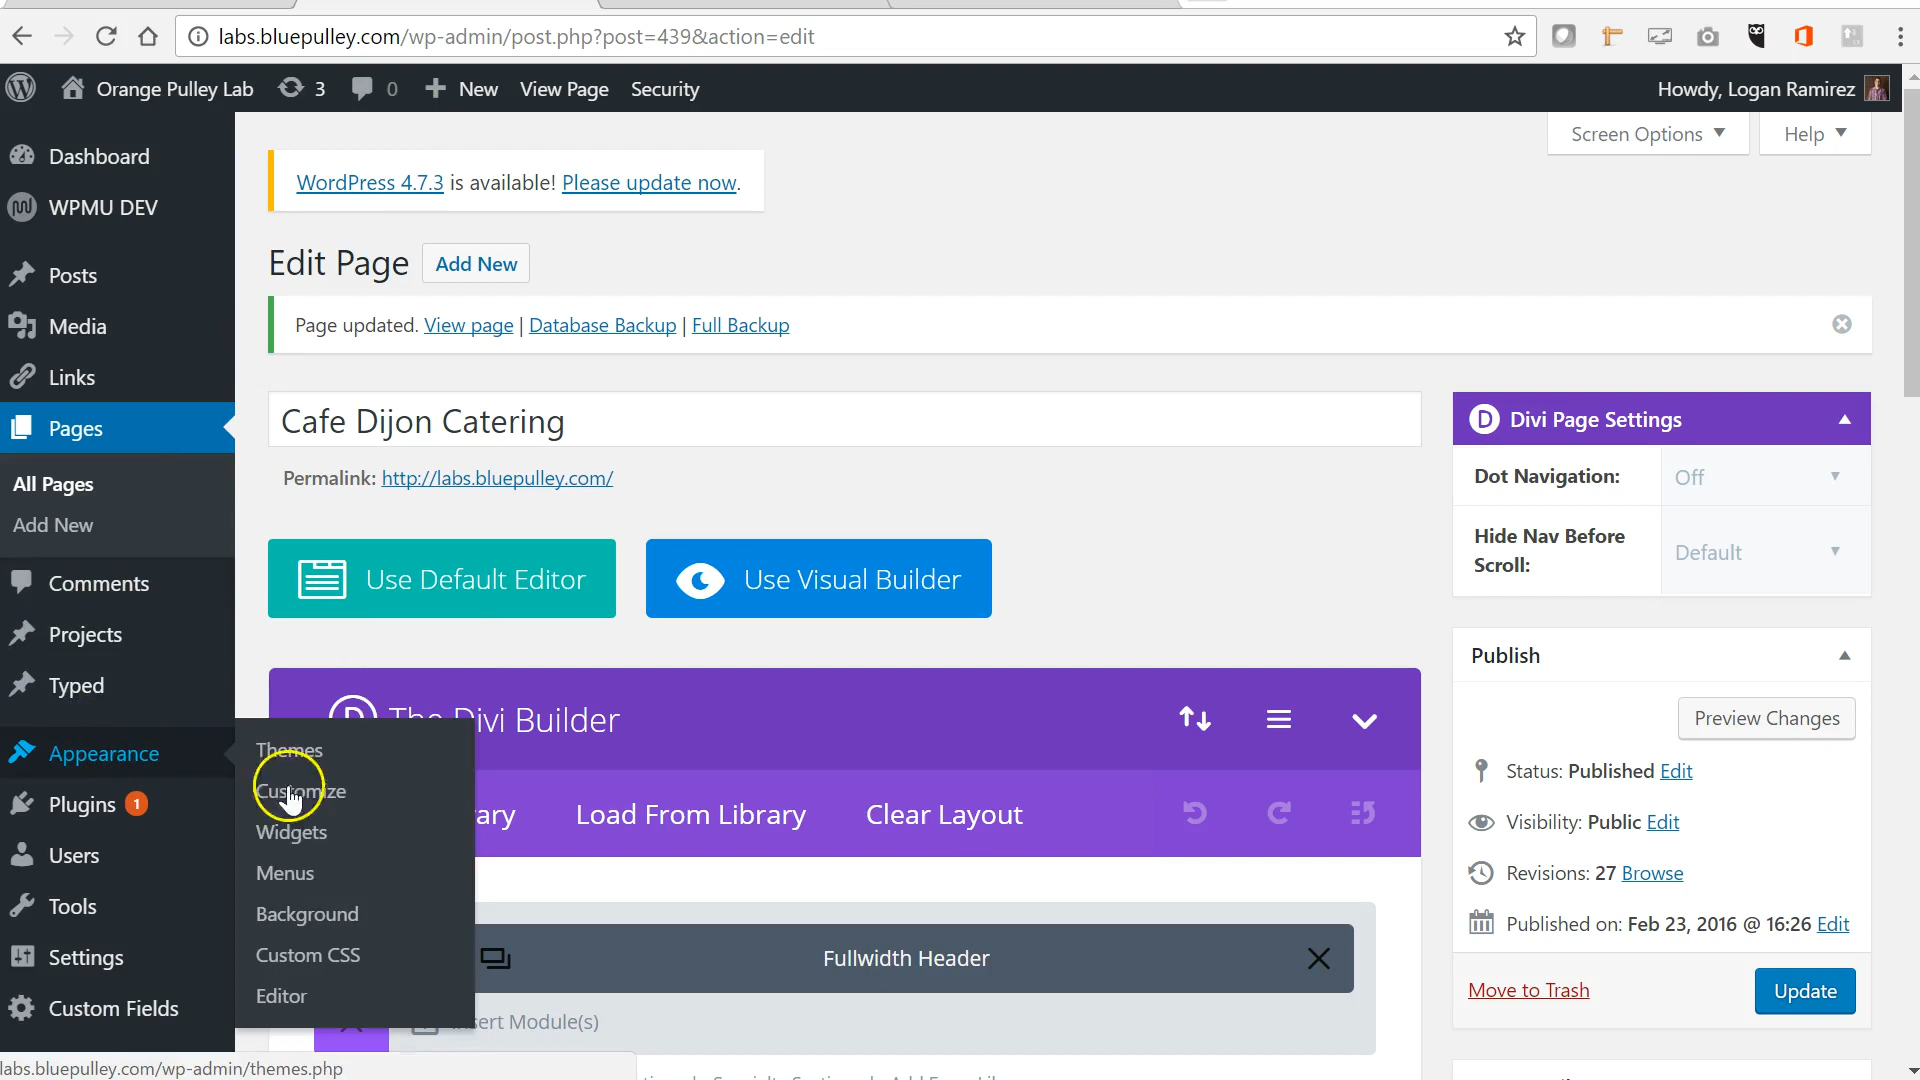 labs.bluepulley.com/wp-admin/post.php?post=439&action=edit
Orange Pulley Lab 3 0 New View Page Security Howdy, Logan Ramirez
Screen Options Help
Dashboard
WPMU DEV
Posts
Media
Links
Pages
All Pages
Add New
Comments
Projects
Typed
Appearance
Plugins 1
Users
Tools
Settings
Custom Fields
Themes
Customize
Widgets
Menus
Background
Custom CSS
Editor
WordPress 4.7.3 is available! Please update now.
Edit Page Add New
Page updated. View page | Database Backup | Full Backup
Cafe Dijon Catering
Permalink: http://labs.bluepulley.com/
Use Default Editor Use Visual Builder
The Divi Builder
rary Load From Library Clear Layout
Fullwidth Header
sert Module(s)
Divi Page Settings
Dot Navigation: Off
Hide Nav Before Scroll: Default
Publish
Preview Changes
Status: Published Edit
Visibility: Public Edit
Revisions: 27 Browse
Published on: Feb 23, 2016 @ 16:26 Edit
Move to Trash Update
labs.bluepulley.com/wp-admin/themes.php